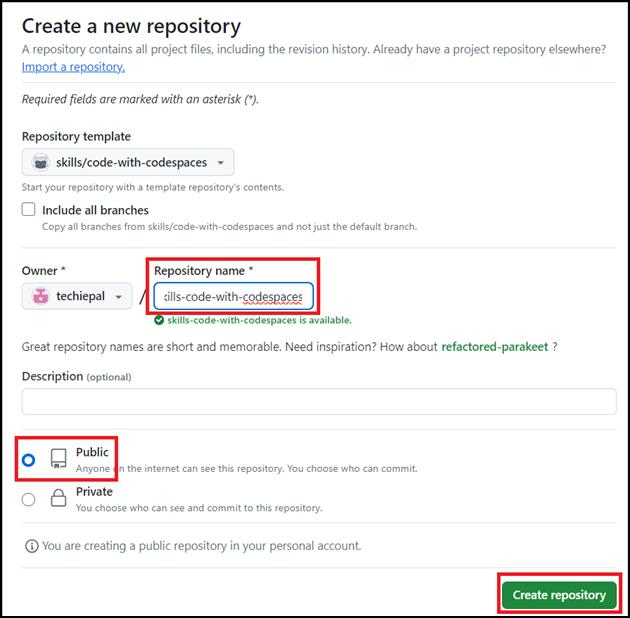 Create a new repository
A repository contains all project files, including the revision history. Already have a project repository elsewhere?
Import a repository.
Required fields are marked with an asterisk (*).
Repository template
skills/code-with-codespaces
Start your repository with a template repository's contents.
Include all branches
Copy all branches from skills/code-with-codespaces and not just the default branch.
Owner * Repository name *
techiepal / kills-code-with-codespaces
skills-code-with-codespaces is available.
Great repository names are short and memorable. Need inspiration? How about refactored-parakeet ?
Description (optional)
Public
Anyone on the internet can see this repository. You choose who can commit.
Private
You choose who can see and commit to this repository.
You are creating a public repository in your personal account.
Create repository